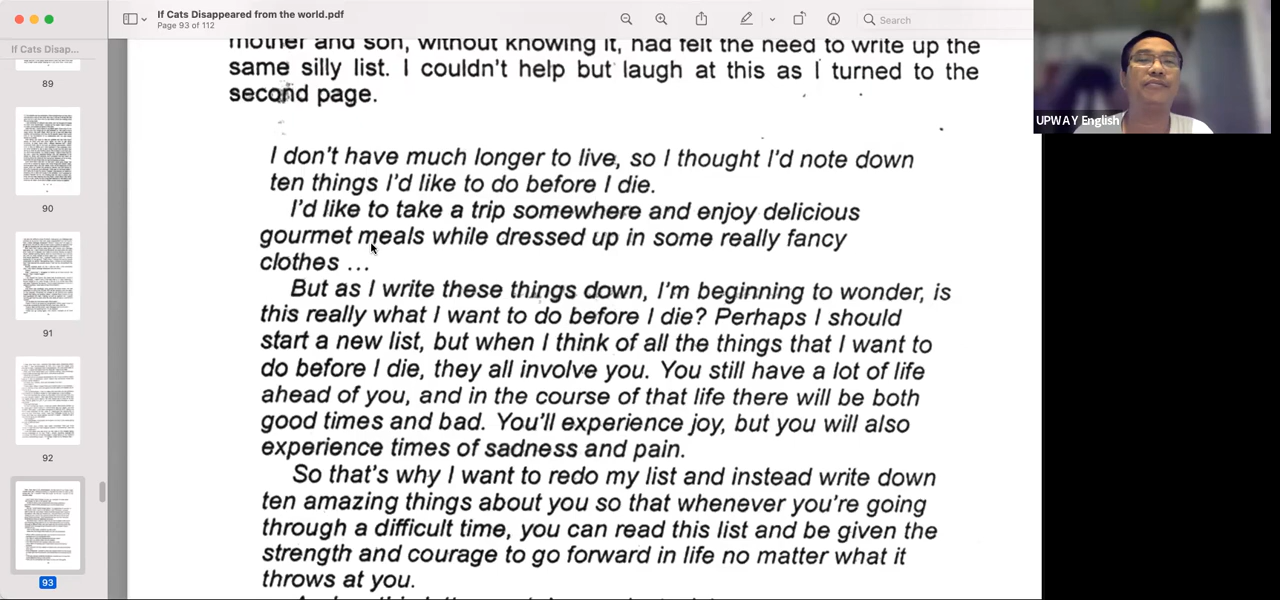 If Cats Disappeared from the world.pdf
Page 93 of 112
Search
If Cats Disap...
89
90
91
92
93
UPWAY English
mother and son, without knowing it, had felt the need to write up the
same silly list. I couldn't help but laugh at this as I turned to the
second page.
I don't have much longer to live, so I thought I'd note down
ten things I'd like to do before I die.
I'd like to take a trip somewhere and enjoy delicious
gourmet meals while dressed up in some really fancy
clothes ...
But as I write these things down, I'm beginning to wonder, is
this really what I want to do before I die? Perhaps I should
start a new list, but when I think of all the things that I want to
do before I die, they all involve you. You still have a lot of life
ahead of you, and in the course of that life there will be both
good times and bad. You'll experience joy, but you will also
experience times of sadness and pain.
So that's why I want to redo my list and instead write down
ten amazing things about you so that whenever you're going
through a difficult time, you can read this list and be given the
strength and courage to go forward in life no matter what it
throws at you.